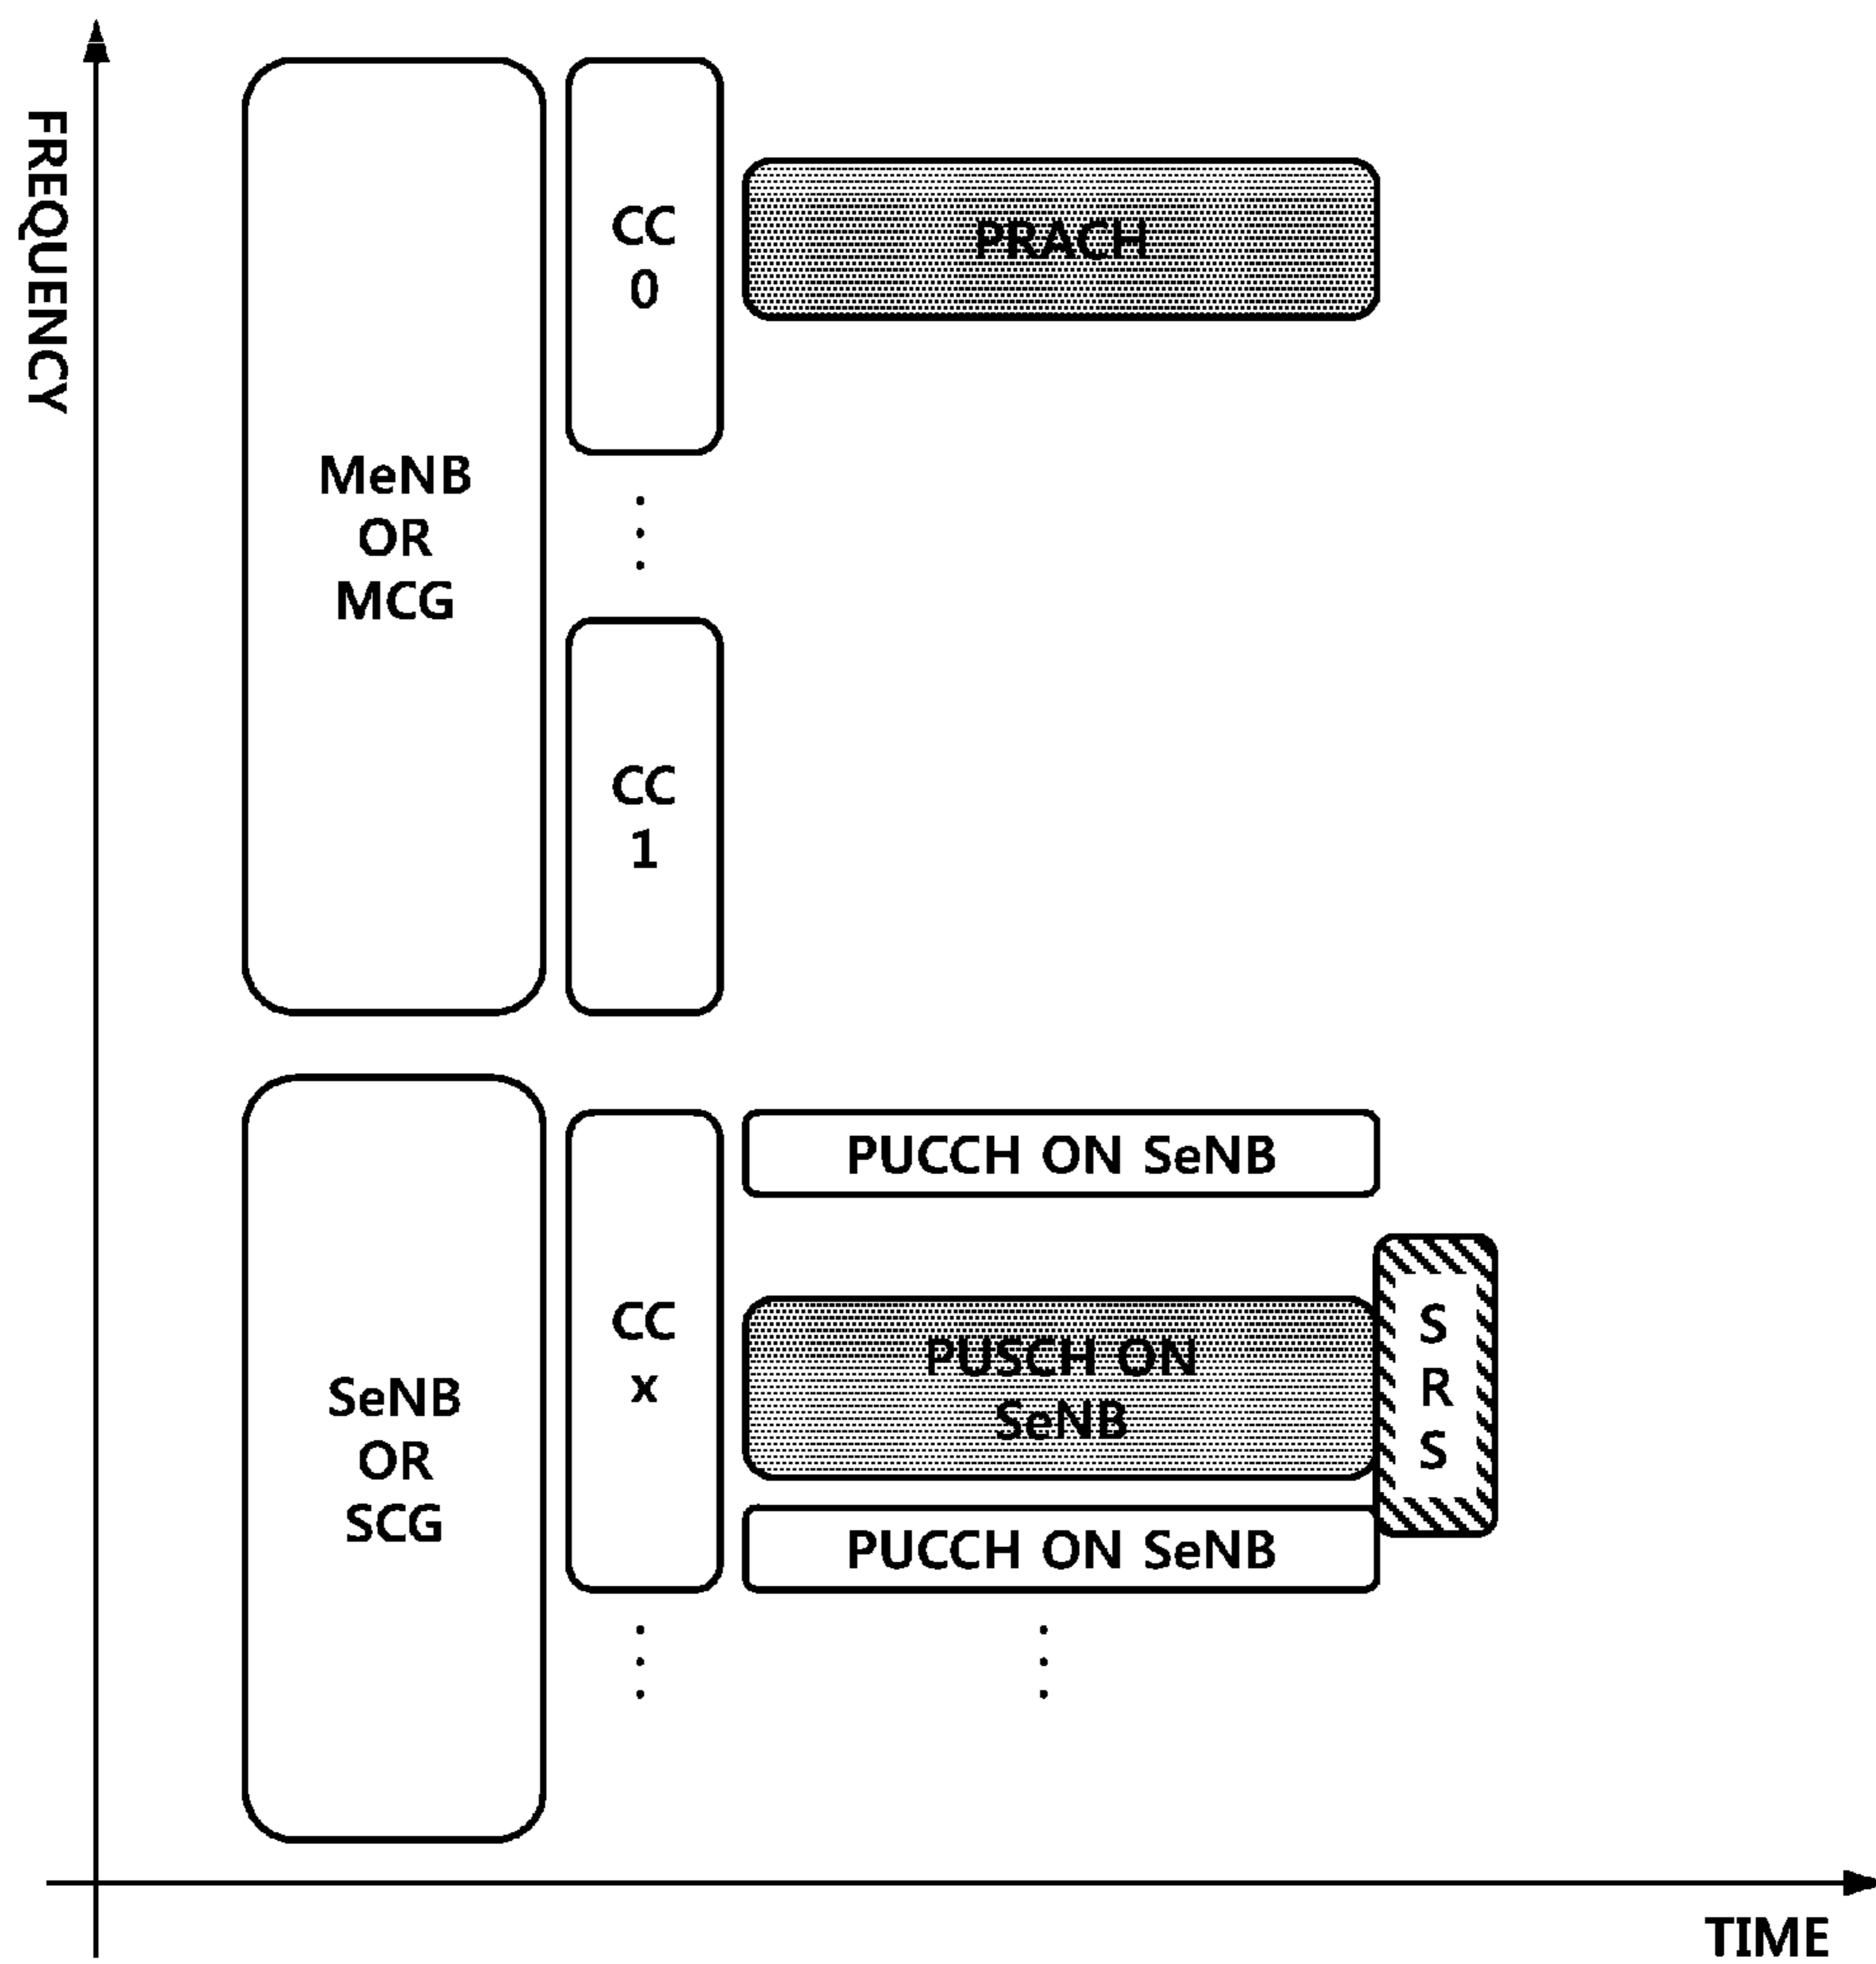 FREQUENCY
MeNB
OR
MCG
CC
0
PRACH
CC
1
SeNB
OR
SCG
CC
x
PUCCH ON SeNB
PUSCH ON
SeNB
PUCCH ON SeNB
S
R
S
TIME